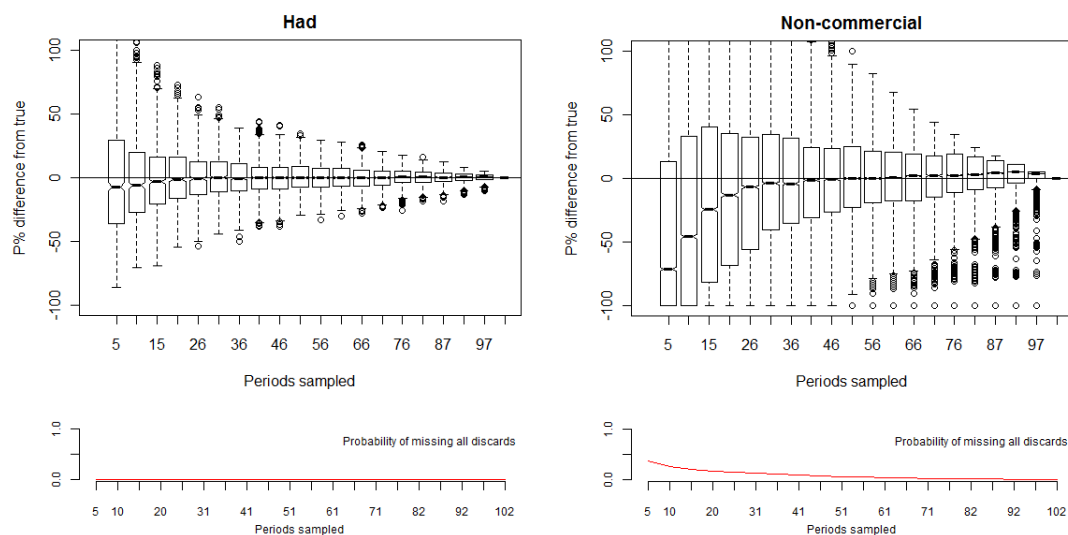 Had
P% difference from true
100
50
0
-50
-100
5 15 26 36 46 56 66 76 87 97
Periods sampled
Probability of missing all discards
1.0
0.0
5 10 20 31 41 51 61 71 82 92 102
Periods sampled
Non-commercial
P% difference from true
100
50
0
-50
-100
5 15 26 36 46 56 66 76 87 97
Periods sampled
Probability of missing all discards
1.0
0.0
5 10 20 31 41 51 61 71 82 92 102
Periods sampled